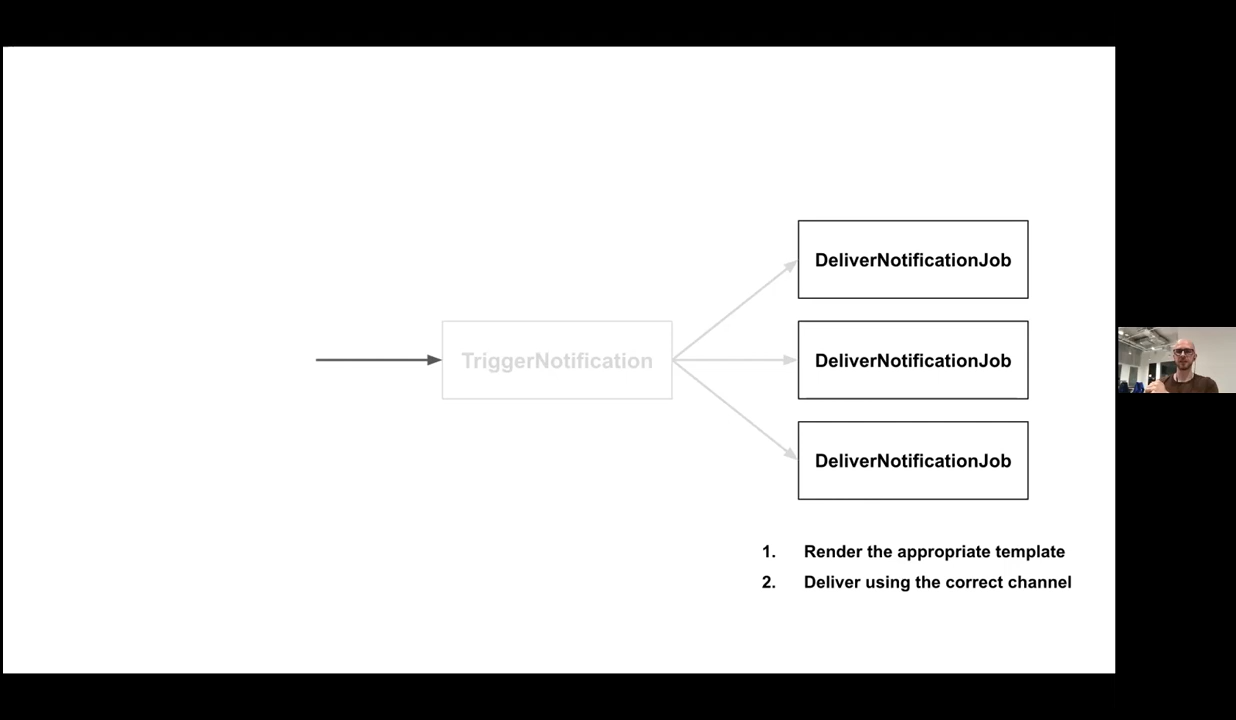 DeliverNotificationJob
TriggerNotification
DeliverNotificationJob
DeliverNotificationJob
1. Render the appropriate template
2. Deliver using the correct channel